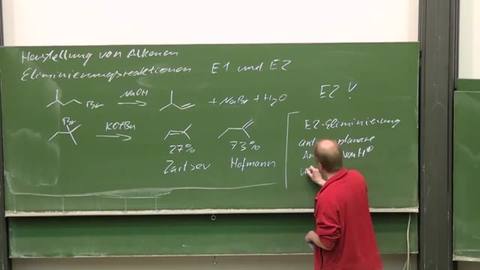 Herstellung von Alkenen
Eliminierungsreaktionen E1 und E2
Br NaOH + NaBr + H2O E2!
Br KOtBu
27% 73%
Zaitsev Hofmann
E2-Eliminierung